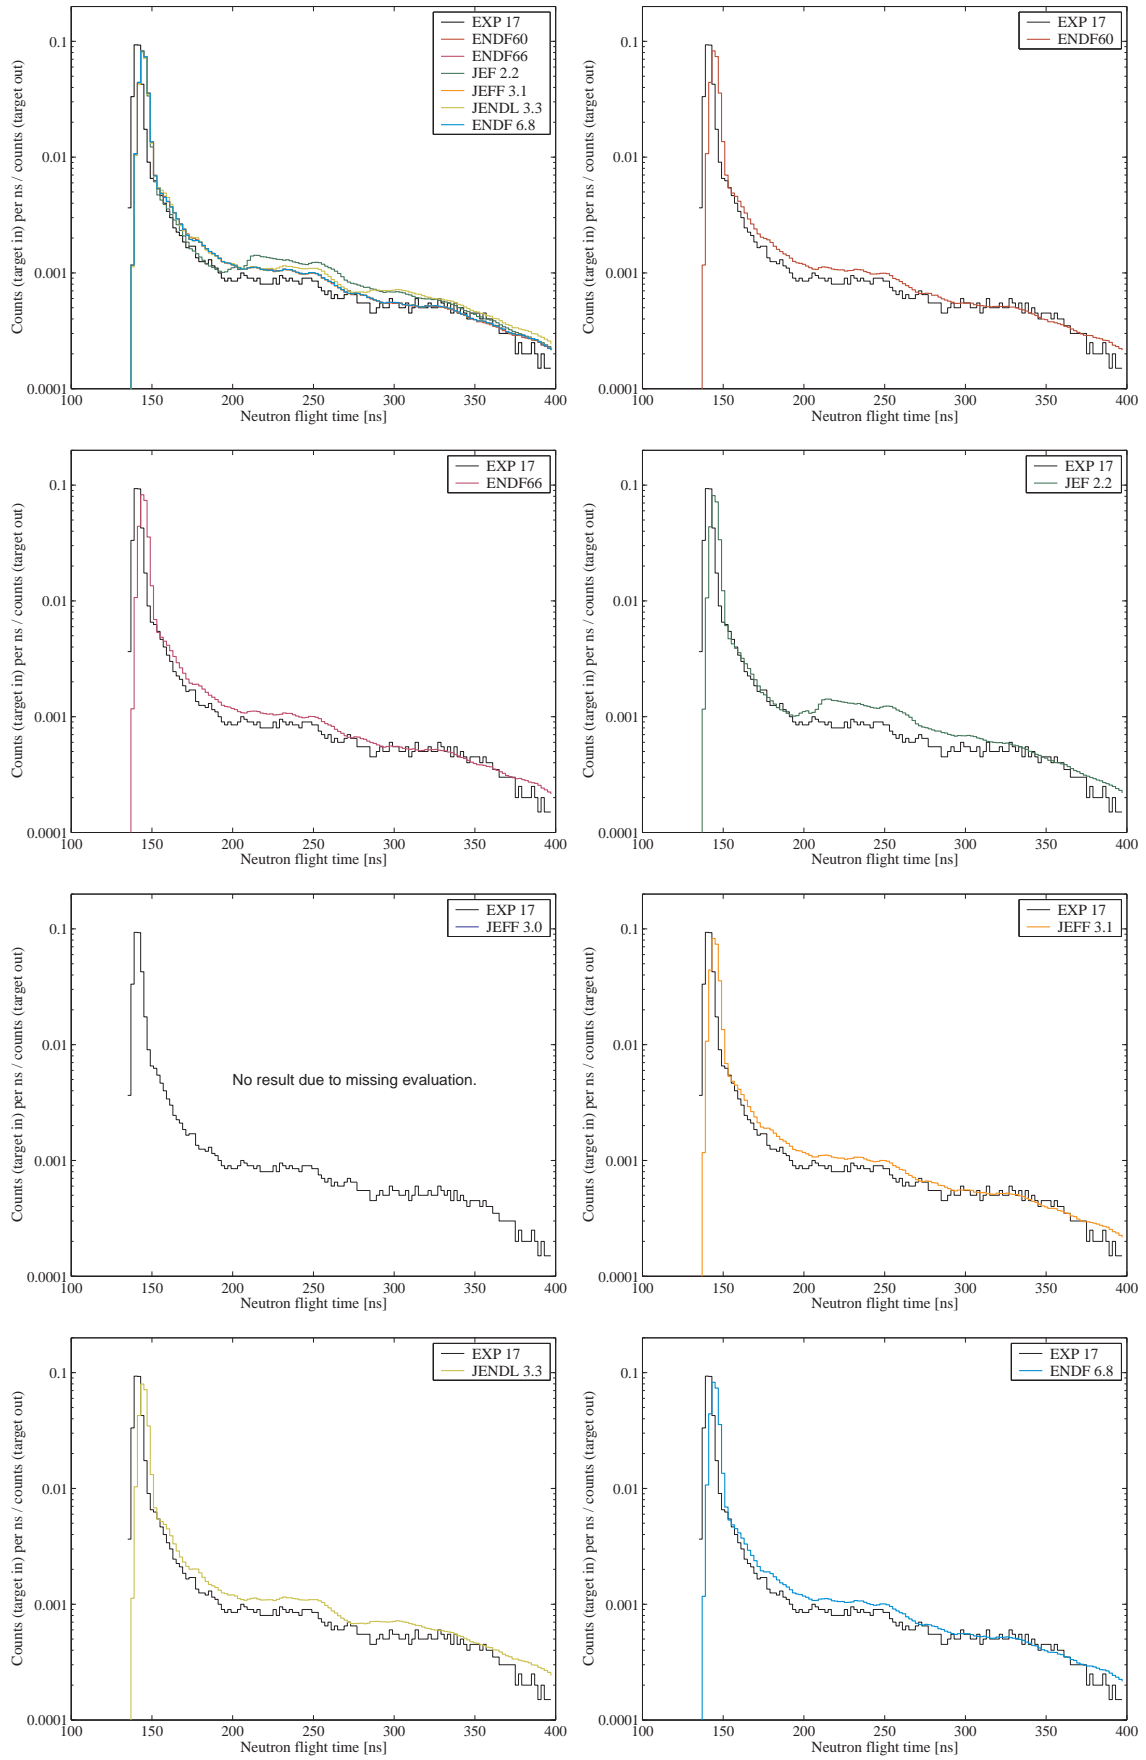 EXP 17
ENDF60
ENDF66
JEF 2.2
JEFF 3.1
JENDL 3.3
ENDF 6.8
0.1
0.01
0.001
0.0001
100 150 200 250 300 350 400
Neutron flight time [ns]
Counts (target in) per ns / counts (target out)
EXP 17
ENDF60
0.1
0.01
0.001
0.0001
100 150 200 250 300 350 400
Neutron flight time [ns]
Counts (target in) per ns / counts (target out)
EXP 17
ENDF66
0.1
0.01
0.001
0.0001
100 150 200 250 300 350 400
Neutron flight time [ns]
Counts (target in) per ns / counts (target out)
EXP 17
JEF 2.2
0.1
0.01
0.001
0.0001
100 150 200 250 300 350 400
Neutron flight time [ns]
Counts (target in) per ns / counts (target out)
EXP 17
JEFF 3.0
No result due to missing evaluation.
0.1
0.01
0.001
0.0001
100 150 200 250 300 350 400
Neutron flight time [ns]
Counts (target in) per ns / counts (target out)
EXP 17
JEFF 3.1
0.1
0.01
0.001
0.0001
100 150 200 250 300 350 400
Neutron flight time [ns]
Counts (target in) per ns / counts (target out)
EXP 17
JENDL 3.3
0.1
0.01
0.001
0.0001
100 150 200 250 300 350 400
Neutron flight time [ns]
Counts (target in) per ns / counts (target out)
EXP 17
ENDF 6.8
0.1
0.01
0.001
0.0001
100 150 200 250 300 350 400
Neutron flight time [ns]
Counts (target in) per ns / counts (target out)